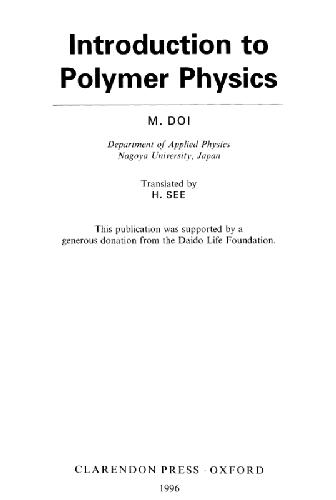 Introduction to
Polymer Physics
M. DOI
Department of Applied Physics
Nagoya University, Japan
Translated by
H. SEE
This publication was supported by a
generous donation from the Daido Life Foundation.
CLARENDON PRESS · OXFORD
1996